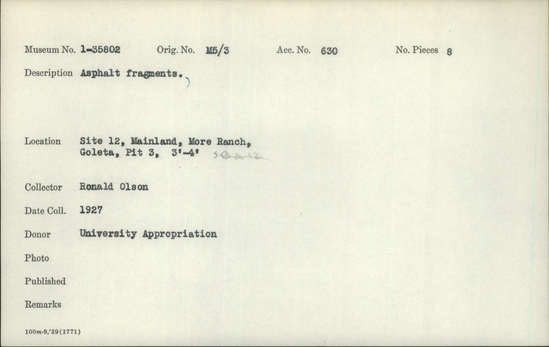 Museum No. 1-35802 Orig. No. M5/3 Acc. No. 630 No. Pieces 8
Description Asphalt fragments.
Location Site 12, Mainland, More Ranch,
Goleta, Pit 3, 3'-4'
Collector Ronald Olson
Date Coll. 1927
Donor University Appropriation
Photo
Published
Remarks
100m-8,'29(1771)